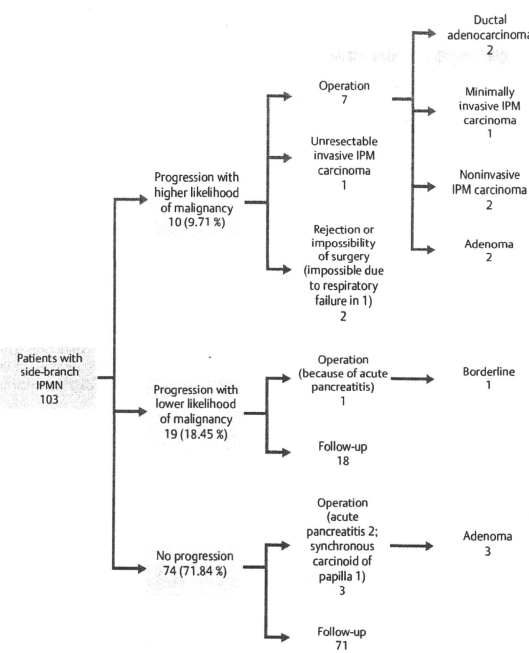 Patients with
side-branch
IPMN
103
Progression with
higher likelihood
of malignancy
10 (9.71 %)
Operation
7
Ductal
adenocarcinoma
2
Minimally
invasive IPM
carcinoma
1
Noninvasive
IPM carcinoma
2
Adenoma
2
Unresectable
invasive IPM
carcinoma
1
Rejection or
impossibility
of surgery
(impossible due
to respiratory
failure in 1)
2
Progression with
lower likelihood
of malignancy
19 (18.45 %)
Operation
(because of acute
pancreatitis)
1
Borderline
1
Follow-up
18
No progression
74 (71.84 %)
Operation
(acute
pancreatitis 2;
synchronous
carcinoid of
papilla 1)
3
Adenoma
3
Follow-up
71